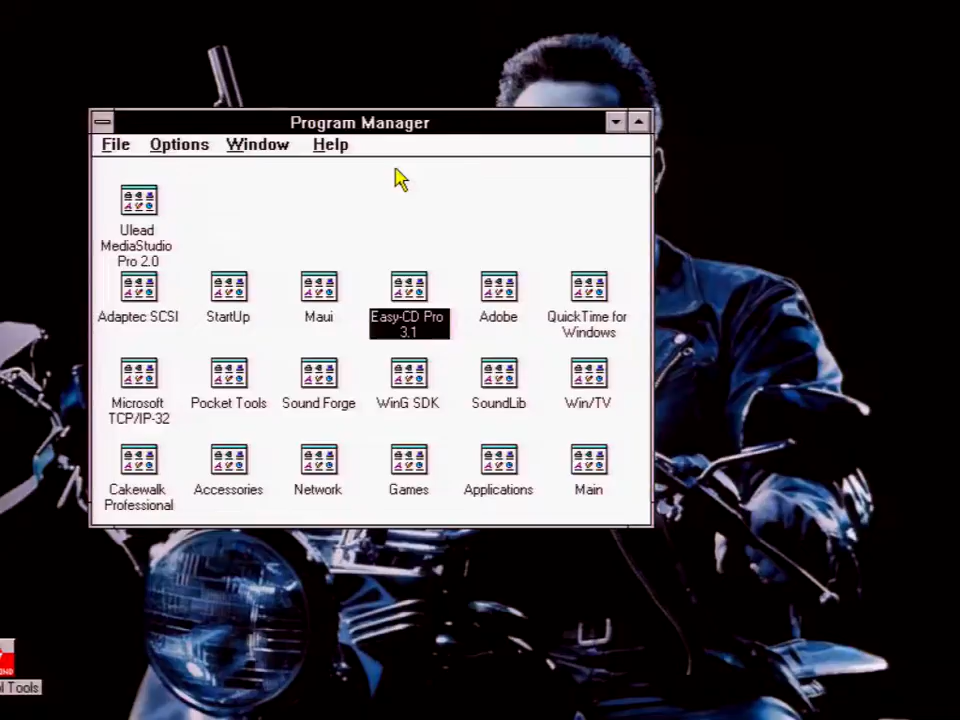 Program Manager
File Options Window Help
Ulead
MediaStudio
Pro 2.0
Adaptec SCSI
StartUp
Maui
Easy-CD Pro
3.1
Adobe
QuickTime for
Windows
Microsoft
TCP/IP-32
Pocket Tools
Sound Forge
WinG SDK
SoundLib
Win/TV
Cakewalk
Professional
Accessories
Network
Games
Applications
Main
ol Tools